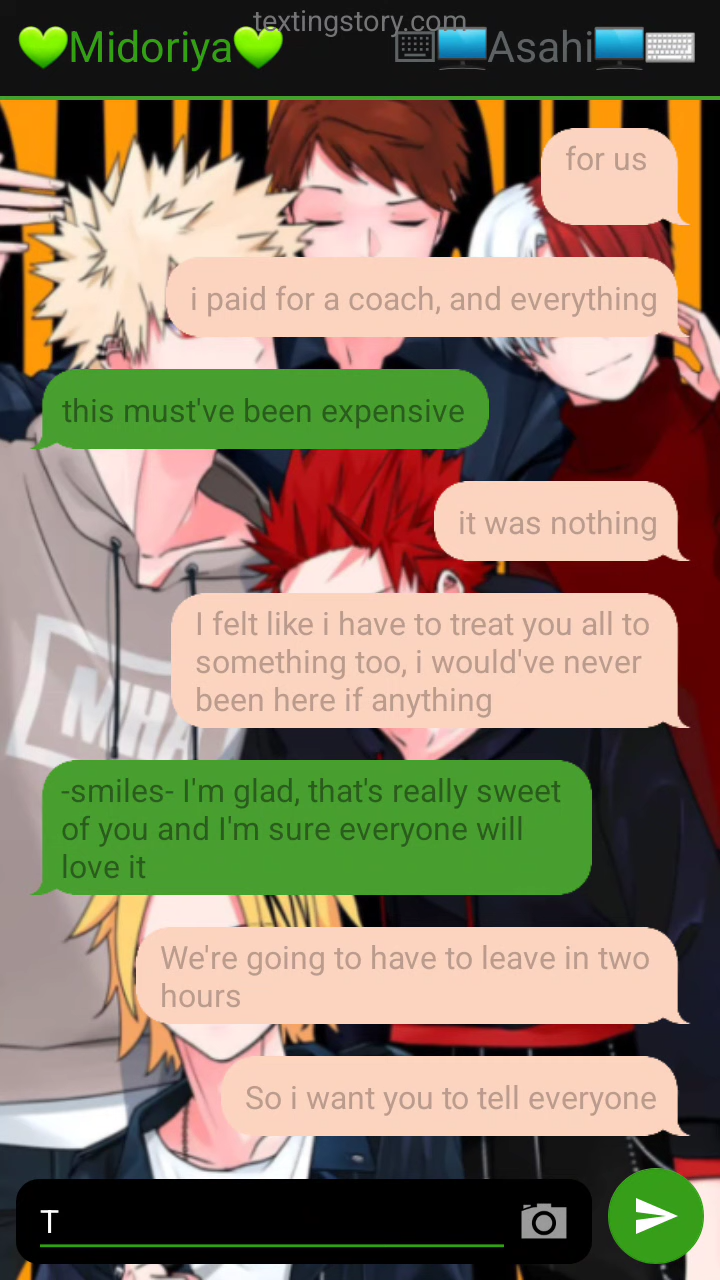 textingstory.com
💚Midoriya💚
⌨🖥Asahi🖥⌨
for us
i paid for a coach, and everything
this must've been expensive
it was nothing
I felt like i have to treat you all to
something too, i would've never
been here if anything
MHA
-smiles- I'm glad, that's really sweet
of you and I'm sure everyone will
love it
We're going to have to leave in two
hours
So i want you to tell everyone
T